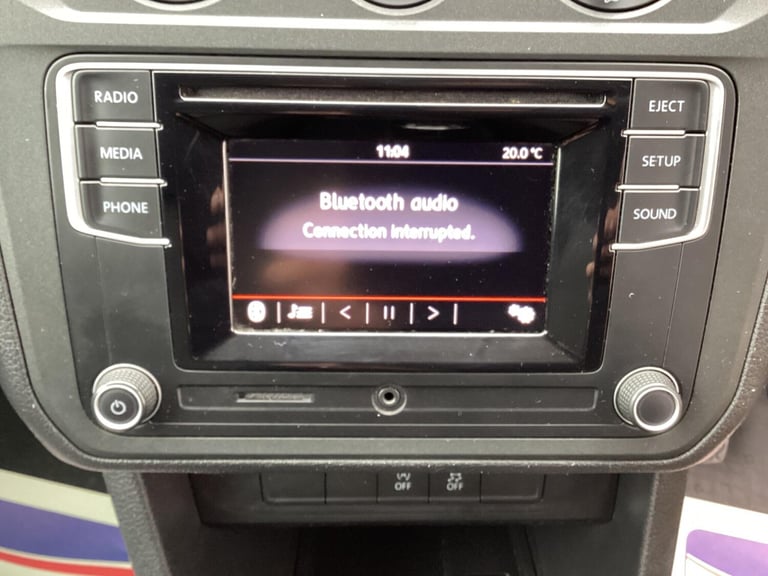 RADIO
MEDIA
PHONE
11:04
20.0 °C
Bluetooth audio
Connection interrupted.
EJECT
SETUP
SOUND
OFF
OFF